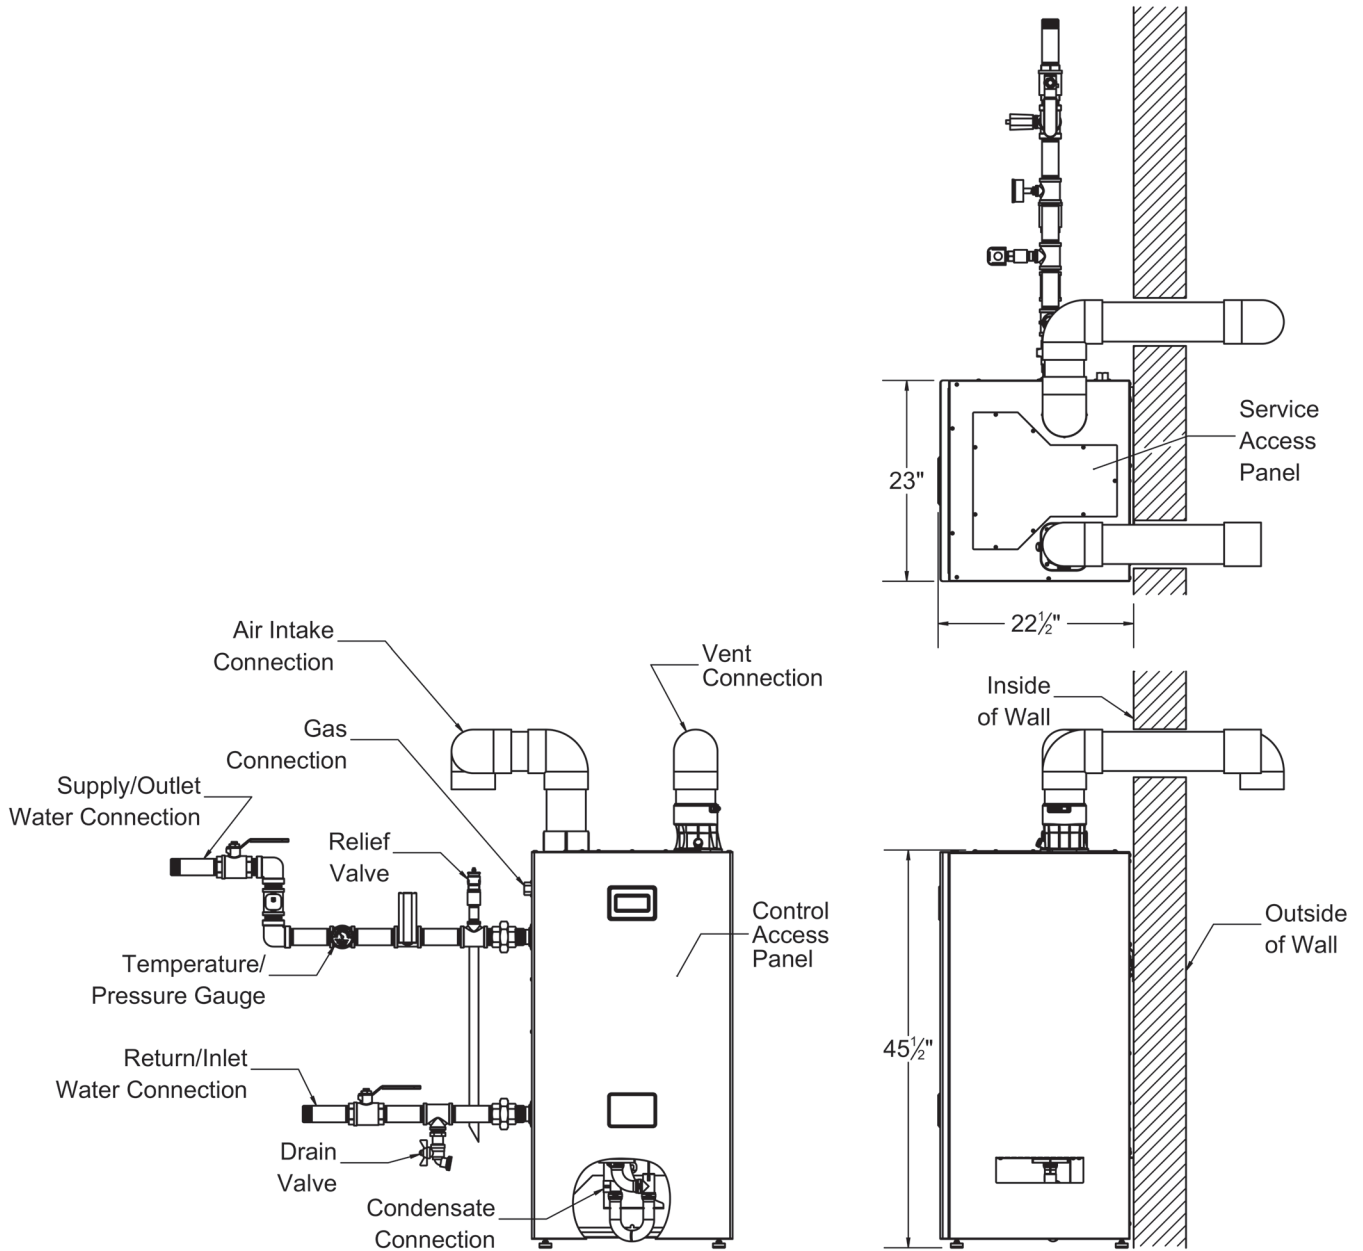 Service
Access
Panel
23"
22½"
Air Intake
Connection
Vent
Connection
Inside
of Wall
Gas
Connection
Supply/Outlet
Water Connection
Relief
Valve
Control
Access
Panel
Outside
of Wall
Temperature/
Pressure Gauge
45½"
Return/Inlet
Water Connection
Drain
Valve
Condensate
Connection